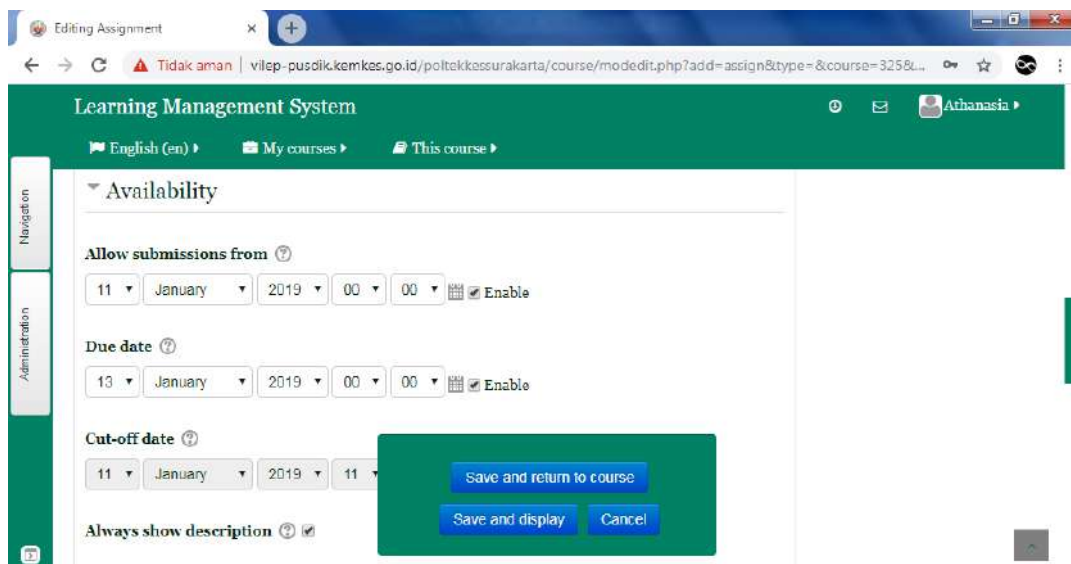 Editing Assignment
Tidak aman | vilep-pusdik.kemkes.go.id/poltekkessurakarta/course/modedit.php?add=assign&type=&course=325&...
Learning Management System
Athanasia
English (en) My courses This course
Navigation
Administration
Availability
Allow submissions from
11 January 2019 00 00 Enable
Due date
13 January 2019 00 00 Enable
Cut-off date
11 January 2019 11
Save and return to course
Save and display Cancel
Always show description